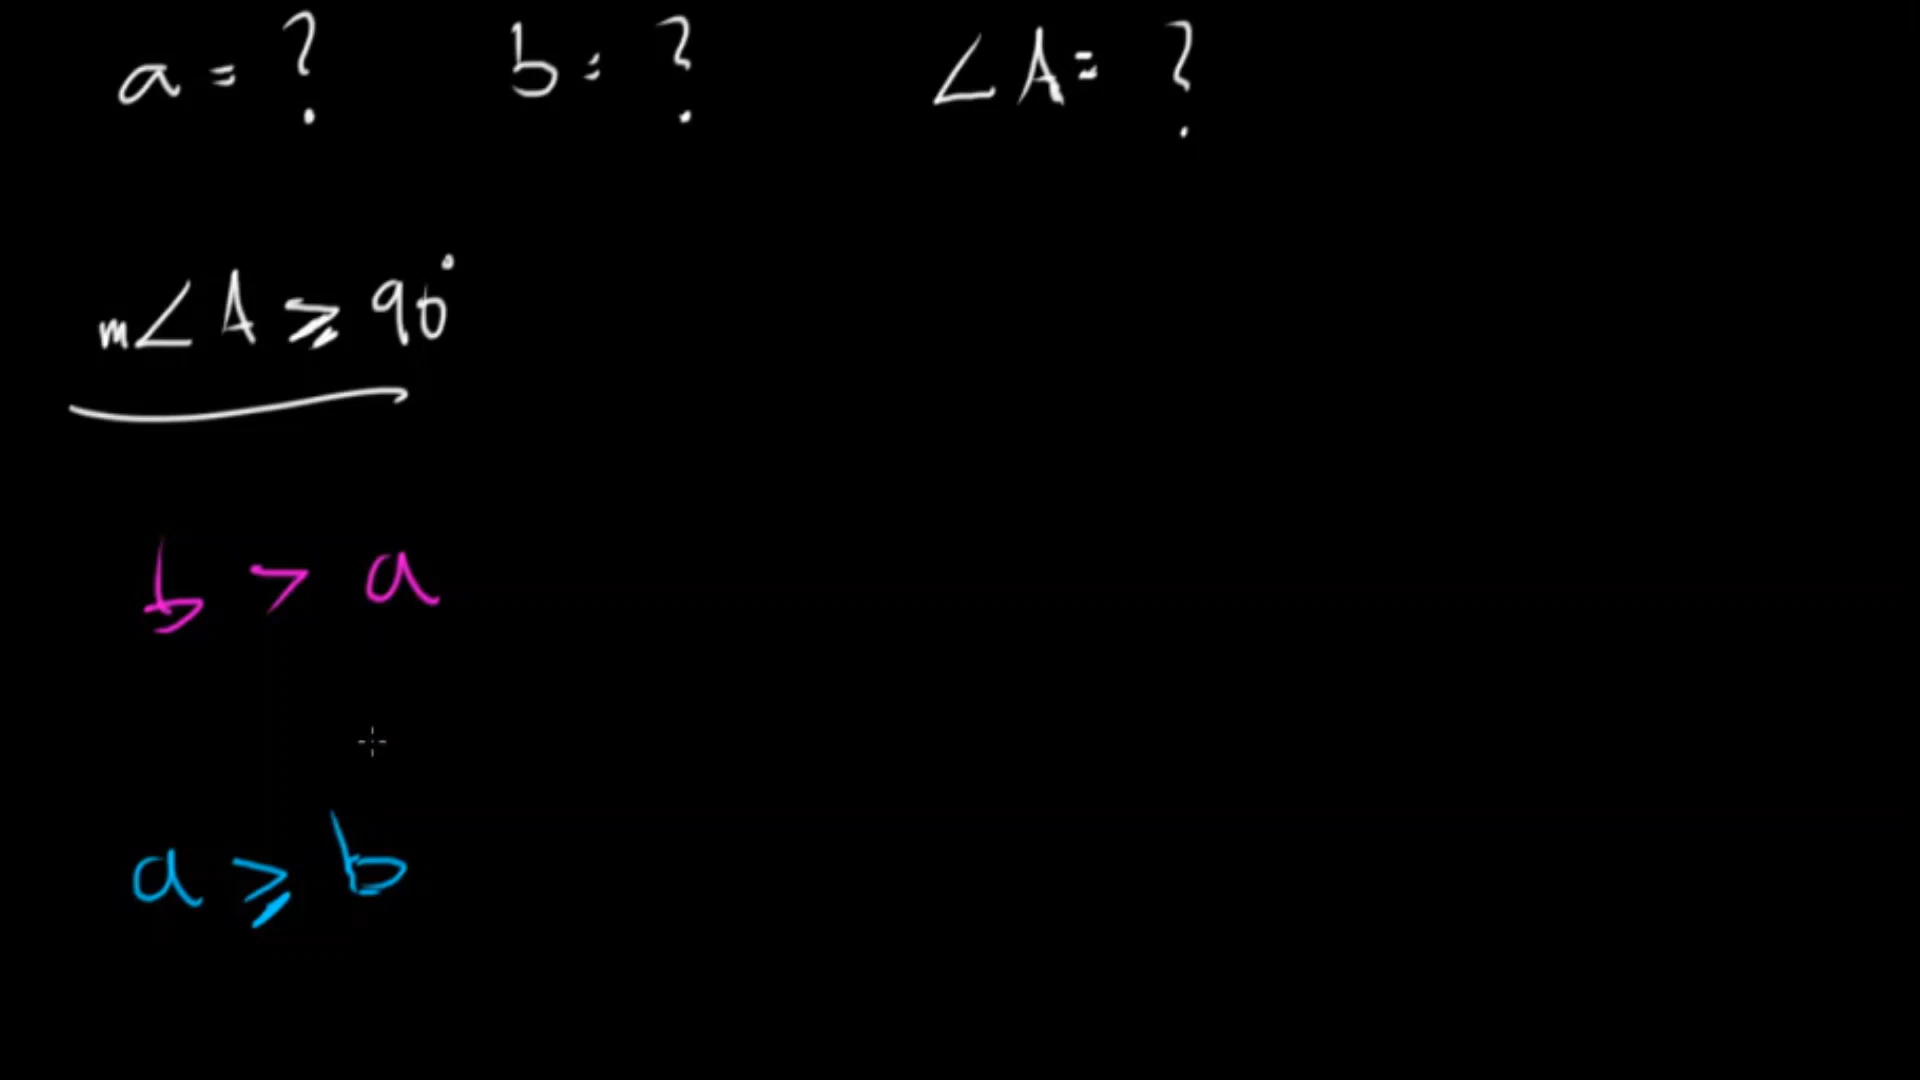 a = ? b = ? ∠A = ?
m∠A ≥ 90°
b > a
a ≥ b